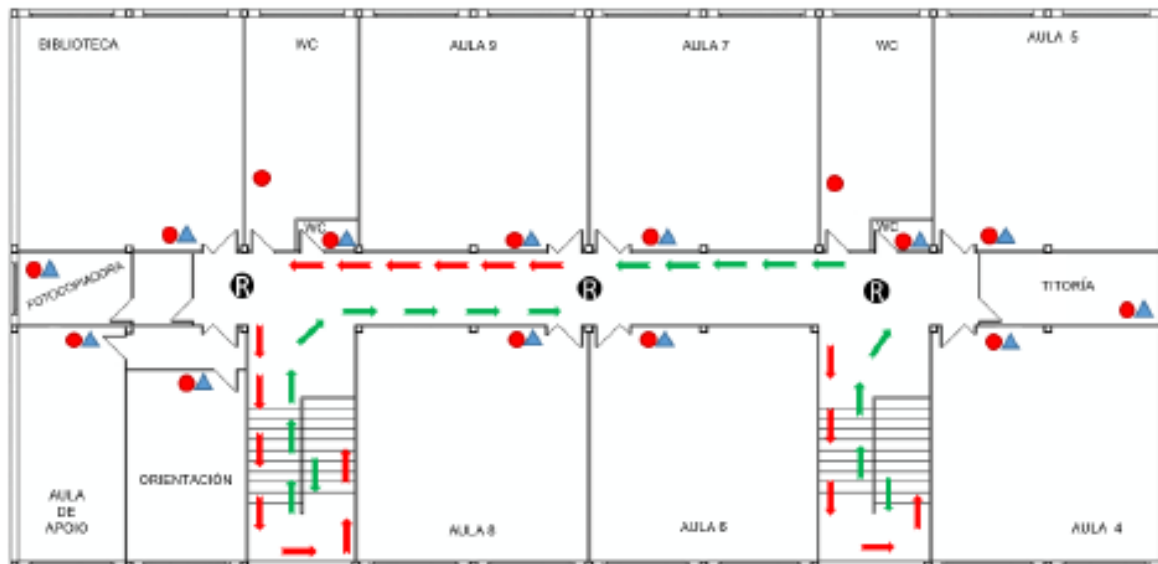 BIBLIOTECA
WC
AULA 9
AULA 7
WC
AULA 5
WC
WC
FOTOCOPIADORA
R
R
R
TITORÍA
ORIENTACIÓN
AULA
DE
APOIO
AULA 8
AULA 6
AULA 4